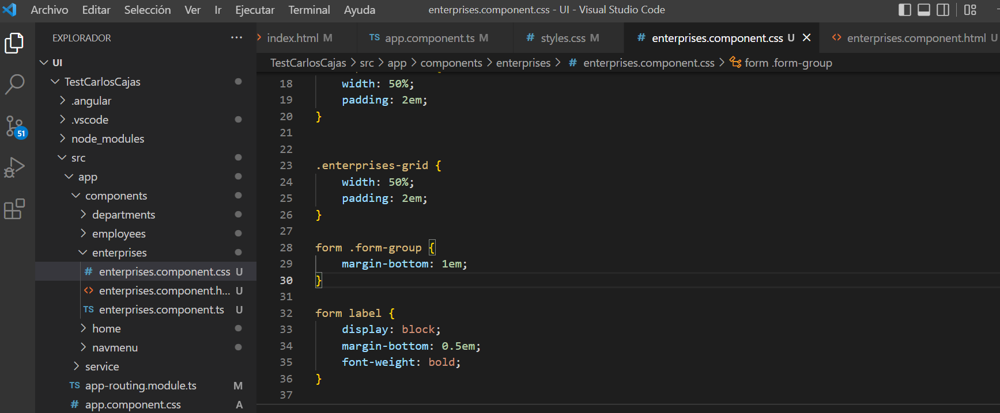 Archivo Editar Selección Ver Ir Ejecutar Terminal Ayuda enterprises.component.css - UI - Visual Studio Code
EXPLORADOR ...
index.html M TS app.component.ts M # styles.css M # enterprises.component.css U <> enterprises.component.html U
TestCarlosCajas > src > app > components > enterprises > # enterprises.component.css > form .form-group
UI
TestCarlosCajas
.angular
.vscode
node_modules
src
app
components
departments
employees
enterprises
# enterprises.component.css U
<> enterprises.component.h... U
TS enterprises.component.ts U
home
navmenu
service
TS app-routing.module.ts M
# app.component.css A
51
18 width: 50%;
19 padding: 2em;
20 }
21
22
23 .enterprises-grid {
24 width: 50%;
25 padding: 2em;
26 }
27
28 form .form-group {
29 margin-bottom: 1em;
30 }
31
32 form label {
33 display: block;
34 margin-bottom: 0.5em;
35 font-weight: bold;
36 }
37